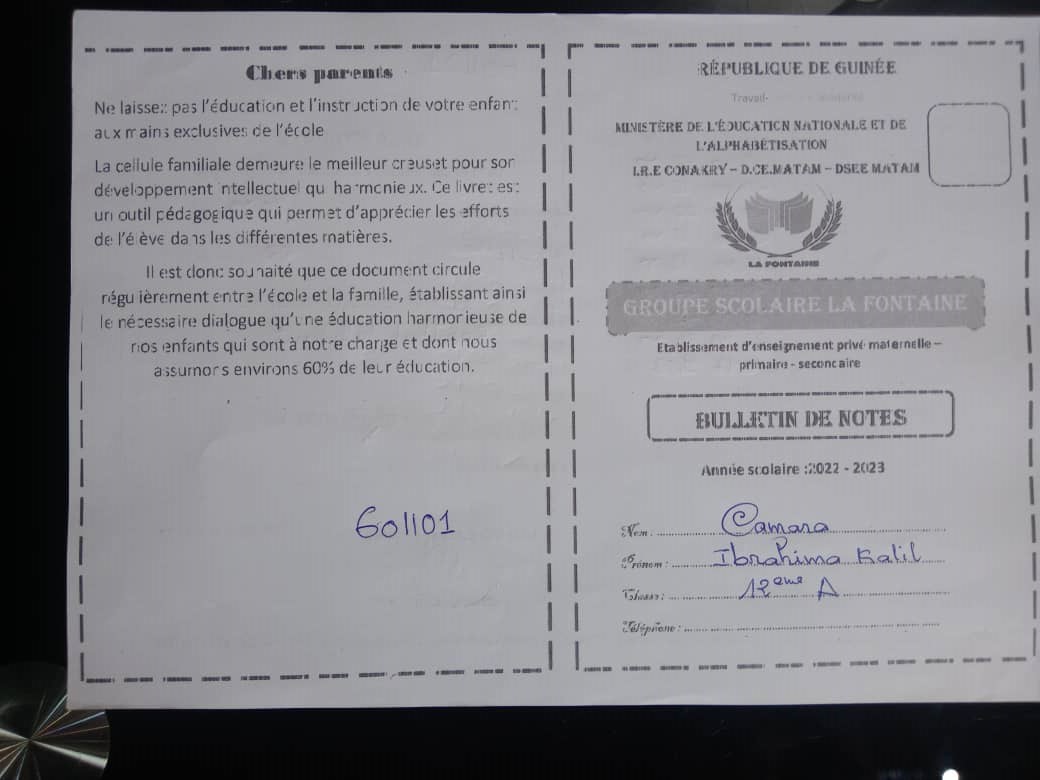 Chers parents
Ne laissez pas l'éducation et l'instruction de votre enfant
aux mains exclusives de l'école
La cellule familiale demeure le meilleur creuset pour son
développement intellectuel qui harmonieux. Ce livret est
un outil pédagogique qui permet d'apprécier les efforts
de l'élève dans les différentes matières.
Il est donc souhaité que ce document circule
régulièrement entre l'école et la famille, établissant ainsi
le nécessaire dialogue qu'une éducation harmonieuse de
nos enfants qui sont à notre charge et dont nous
assumons environs 60% de leur éducation.
601101
RÉPUBLIQUE DE GUINÉE
Travail-
MINISTÈRE DE L'ÉDUCATION NATIONALE ET DE
L'ALPHABÉTISATION
I.R.E CONAKRY – D.CE.MATAM – DSEE MATAM
LA FONTAINE
GROUPE SCOLAIRE LA FONTAINE
Etablissement d'enseignement privé maternelle –
primaire - secondaire
BULLETIN DE NOTES
Année scolaire :2022 - 2023
Nom : Camara
Prénom : Ibrahima Kalil
Classe : 12ème A
Téléphone :